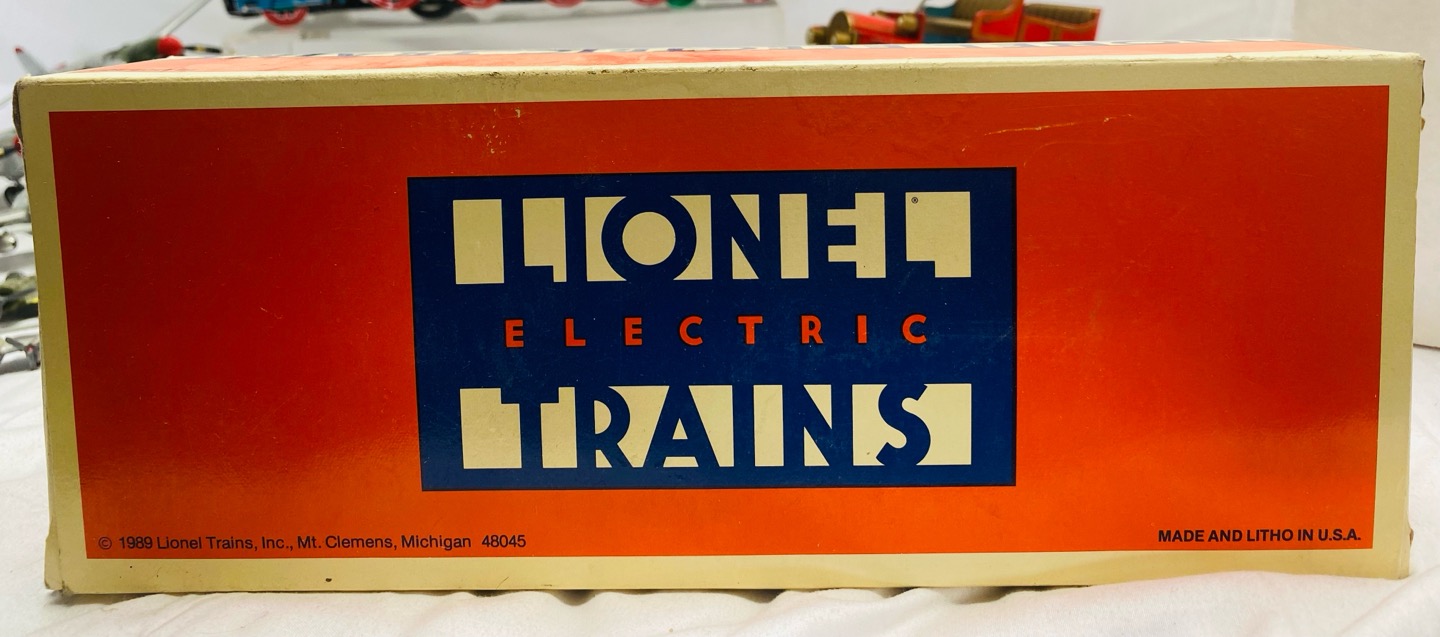 LIONEL®
ELECTRIC
TRAINS
© 1989 Lionel Trains, Inc., Mt. Clemens, Michigan 48045
MADE AND LITHO IN U.S.A.